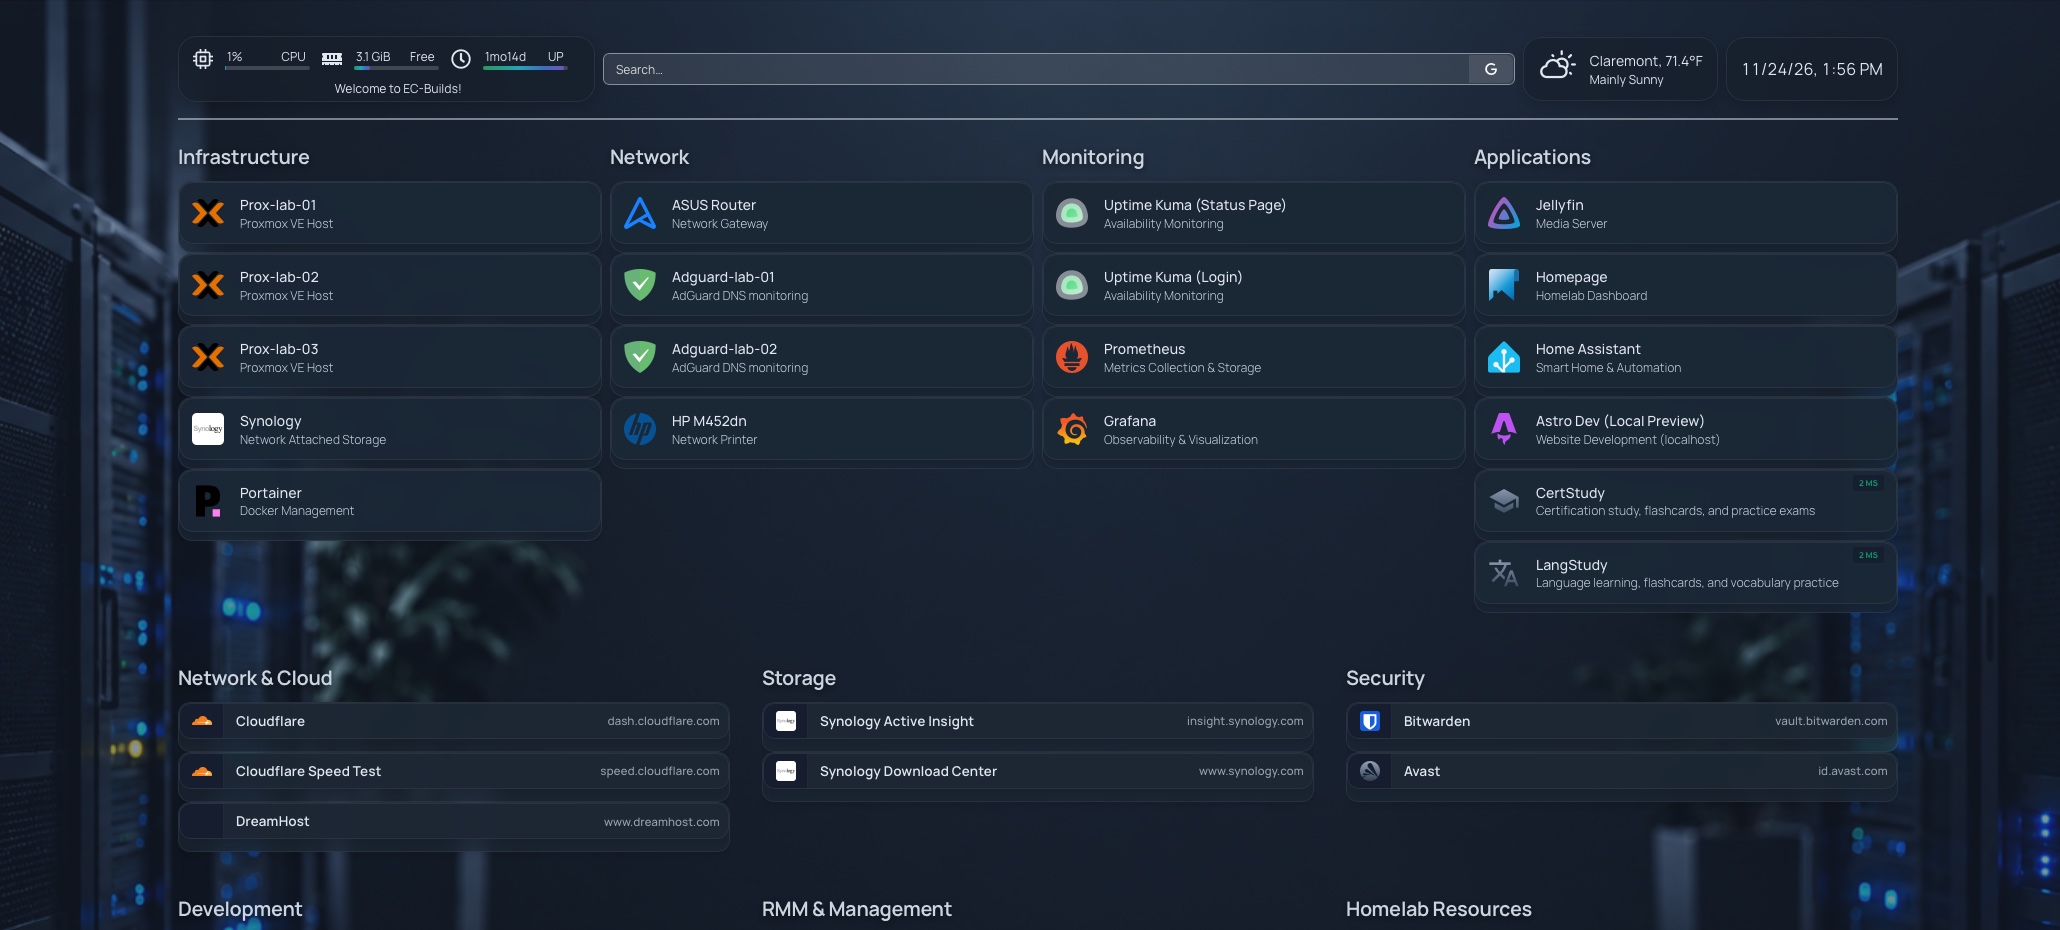 1% CPU 3.1 GiB Free 1mo14d UP
Welcome to EC-Builds!
Search...
G
Claremont, 71.4°F
Mainly Sunny
11/24/26, 1:56 PM
Infrastructure
Prox-lab-01
Proxmox VE Host
Prox-lab-02
Proxmox VE Host
Prox-lab-03
Proxmox VE Host
Synology
Synology
Network Attached Storage
Portainer
Docker Management
Network
ASUS Router
Network Gateway
Adguard-lab-01
AdGuard DNS monitoring
Adguard-lab-02
AdGuard DNS monitoring
hp
HP M452dn
Network Printer
Monitoring
Uptime Kuma (Status Page)
Availability Monitoring
Uptime Kuma (Login)
Availability Monitoring
Prometheus
Metrics Collection & Storage
Grafana
Observability & Visualization
Applications
Jellyfin
Media Server
Homepage
Homelab Dashboard
Home Assistant
Smart Home & Automation
Astro Dev (Local Preview)
Website Development (localhost)
CertStudy
2 MS
Certification study, flashcards, and practice exams
LangStudy
2 MS
Language learning, flashcards, and vocabulary practice
Network & Cloud
Cloudflare dash.cloudflare.com
Cloudflare Speed Test speed.cloudflare.com
DreamHost www.dreamhost.com
Storage
Synology Active Insight insight.synology.com
Synology Download Center www.synology.com
Security
Bitwarden vault.bitwarden.com
Avast id.avast.com
Development
RMM & Management
Homelab Resources